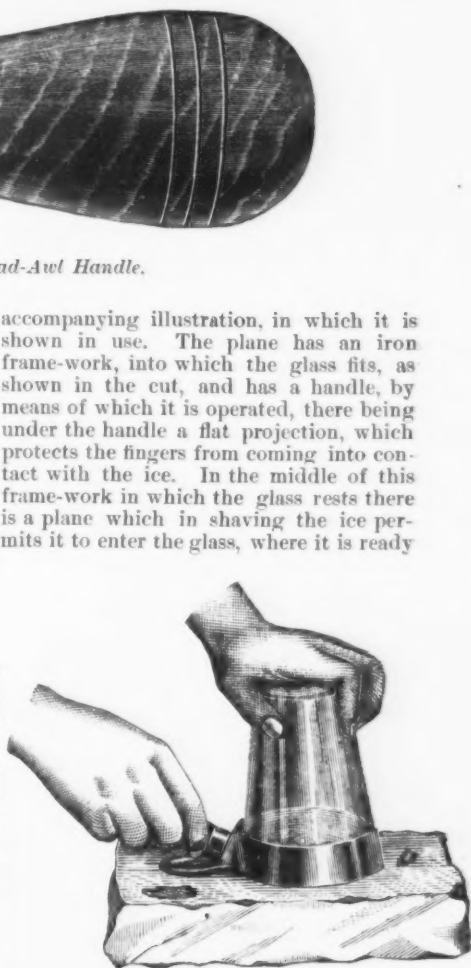 ad-Awl Handle.
accompanying illustration, in which it is
shown in use. The plane has an iron
frame-work, into which the glass fits, as
shown in the cut, and has a handle, by
means of which it is operated, there being
under the handle a flat projection, which
protects the fingers from coming into con-
tact with the ice. In the middle of this
frame-work in which the glass rests there
is a plane which in shaving the ice per-
mits it to enter the glass, where it is ready